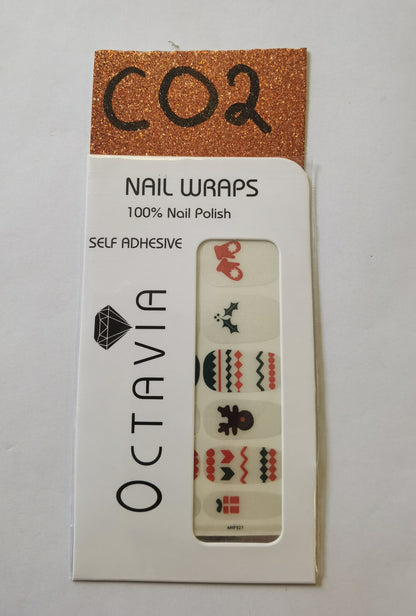 CO2
NAIL WRAPS
100% Nail Polish
SELF ADHESIVE
OCTAVIA